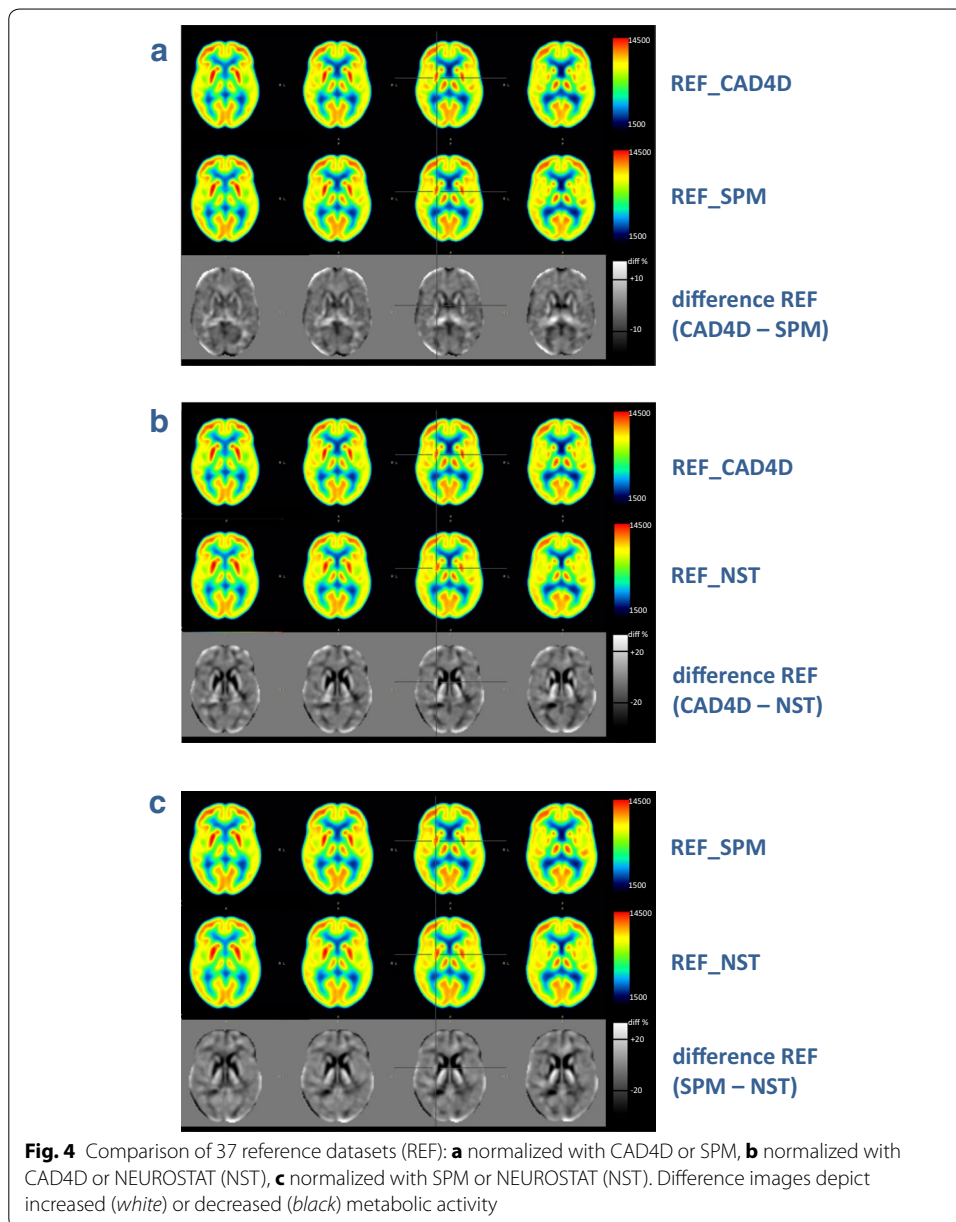 a
14500
REF_CAD4D
1500
14500
REF_SPM
1500
diff %
+10
-10
difference REF
(CAD4D – SPM)
b
14500
REF_CAD4D
1500
14500
REF_NST
1500
diff %
+20
-20
difference REF
(CAD4D – NST)
c
14500
REF_SPM
1500
14500
REF_NST
1500
diff %
+20
-20
difference REF
(SPM – NST)
Fig. 4 Comparison of 37 reference datasets (REF): a normalized with CAD4D or SPM, b normalized with
CAD4D or NEUROSTAT (NST), c normalized with SPM or NEUROSTAT (NST). Difference images depict
increased (white) or decreased (black) metabolic activity